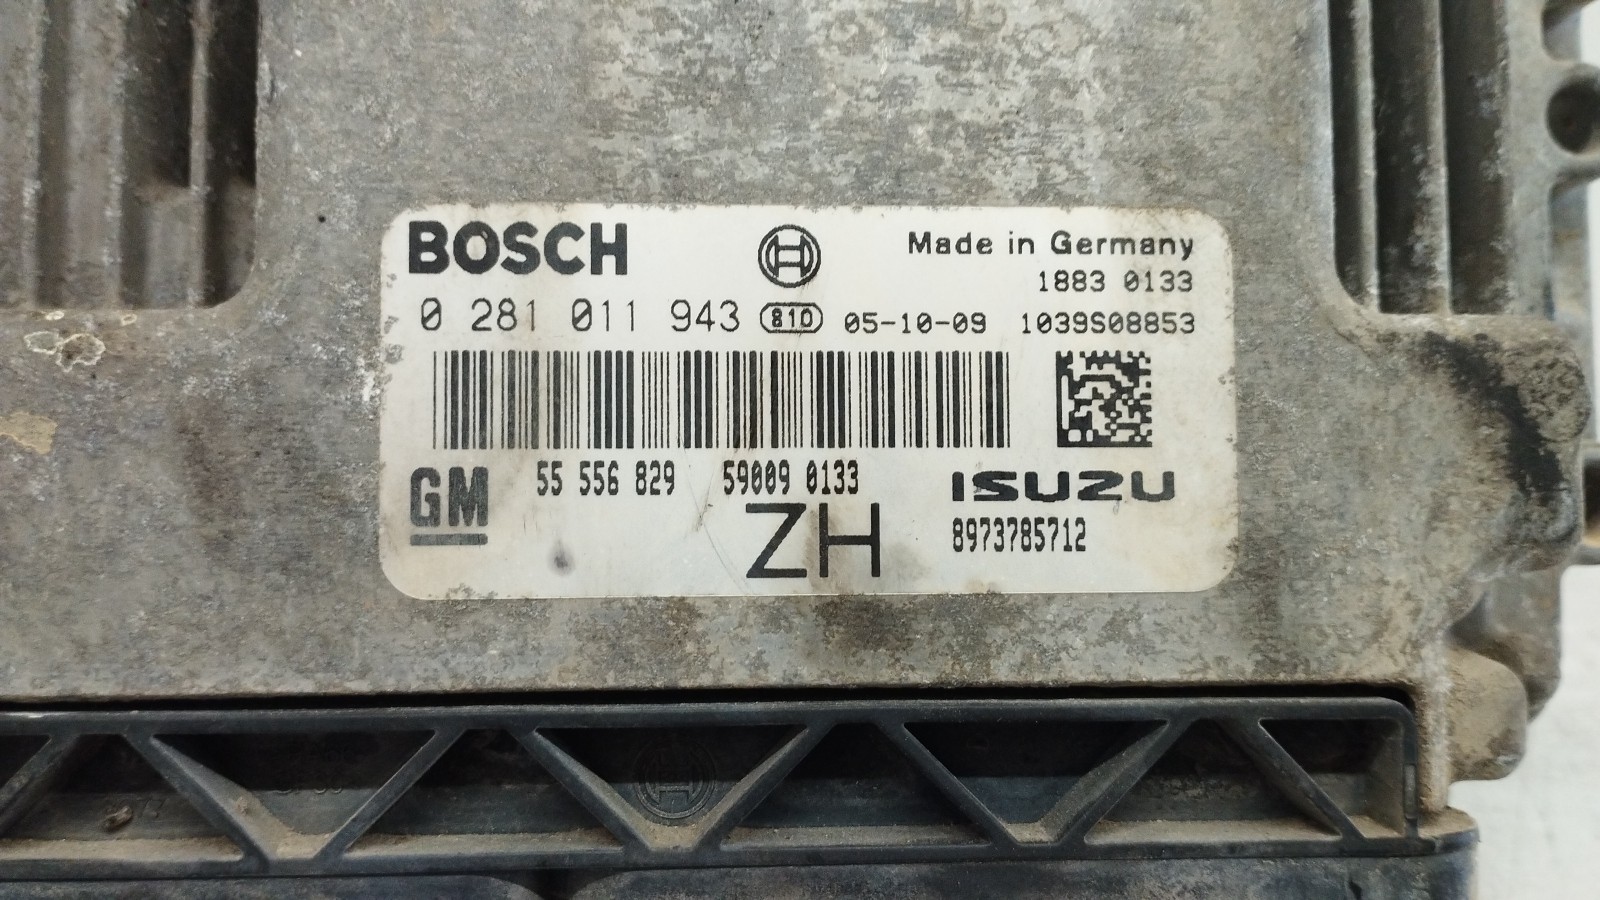 BOSCH
Made in Germany
1883 0133
0 281 011 943 810 05-10-09 1039S08853
GM 55 556 829 59009 0133 ISUZU
ZH 8973785712